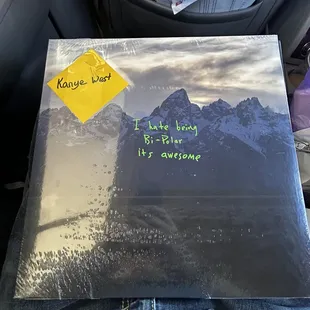 Kanye West
I hate being
Bi-Polar
its awesome